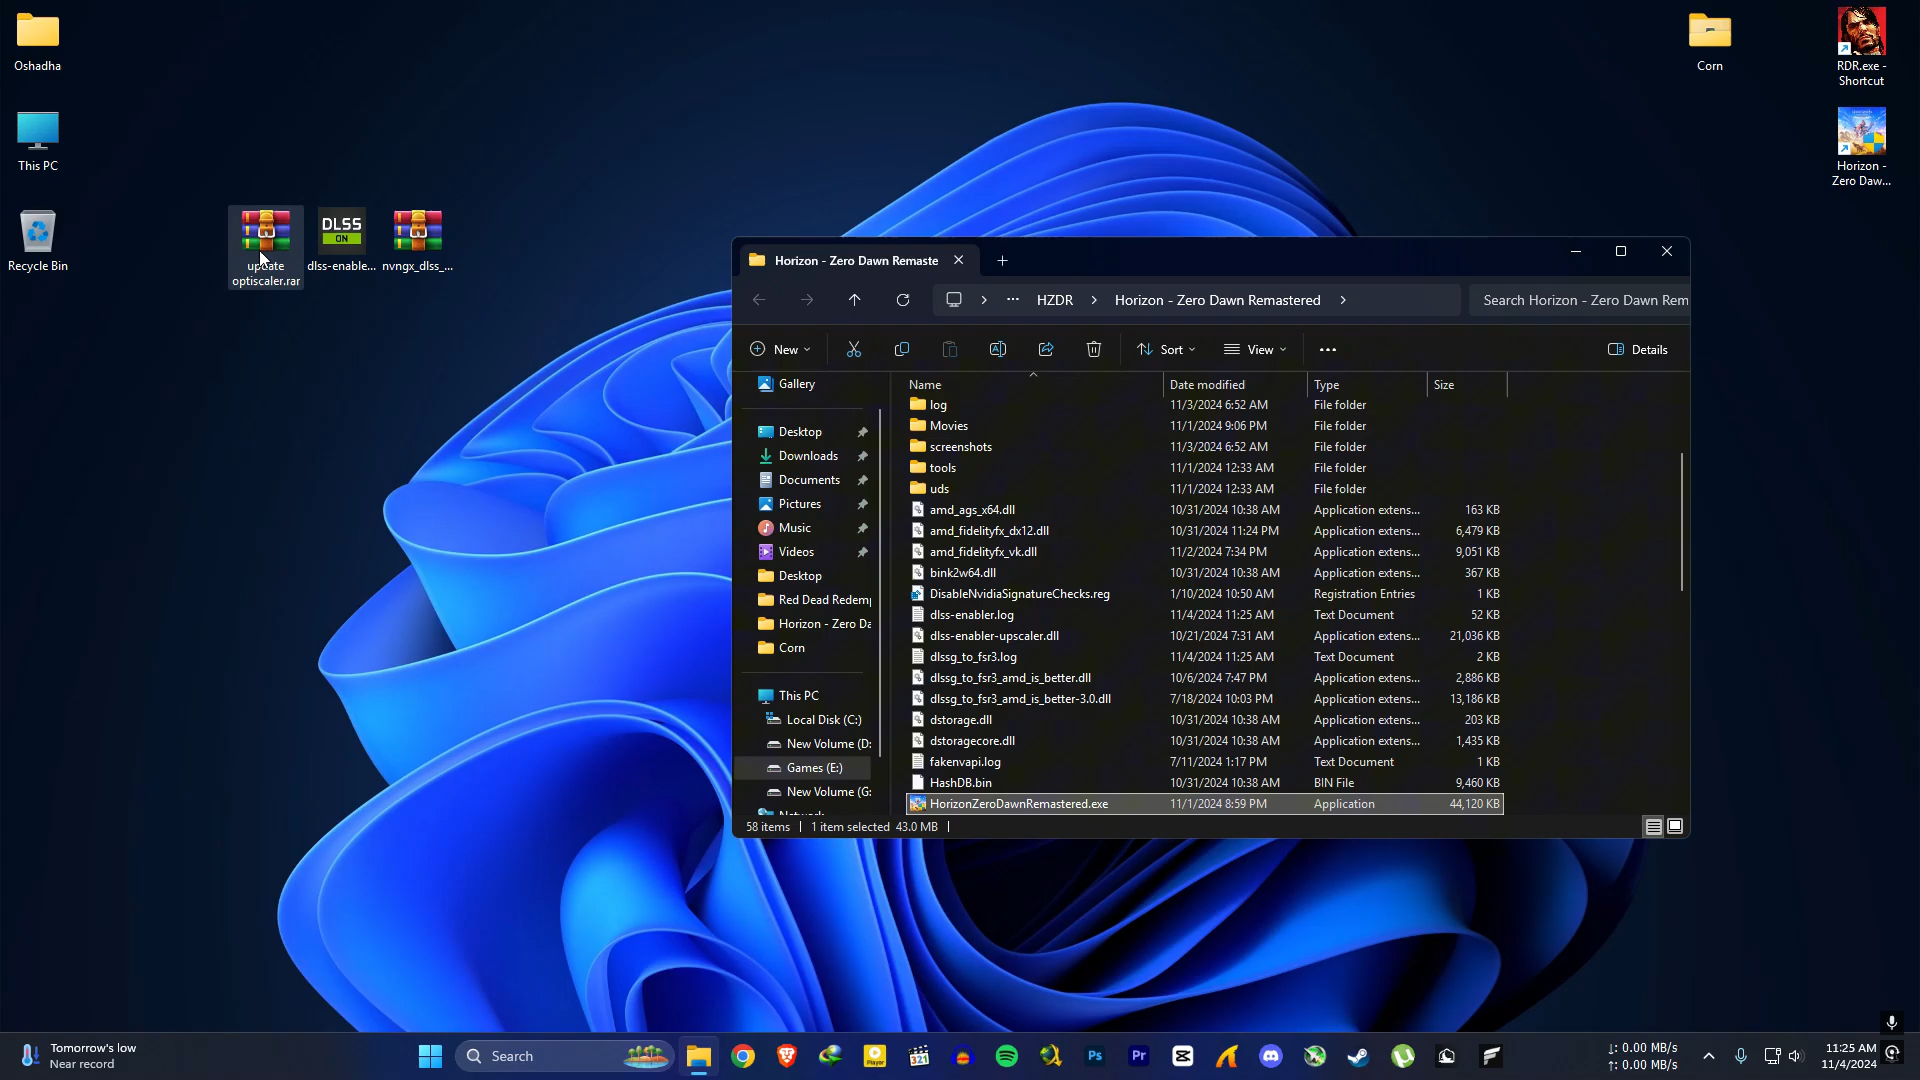 Oshadha
This PC
Recycle Bin
update
optiscaler.rar
DLSS
ON
dlss-enable...
nvngx_dlss_...
Corn
RDR.exe -
Shortcut
Horizon -
Zero Daw...
Horizon - Zero Dawn Remaste
HZDR
Horizon - Zero Dawn Remastered
Search Horizon - Zero Dawn Rem
New
Sort
View
Details
Gallery
Desktop
Downloads
Documents
Pictures
Music
Videos
Desktop
Red Dead Redemp
Horizon - Zero Da
Corn
This PC
Local Disk (C:)
New Volume (D:
Games (E:)
New Volume (G:
Network
Name Date modified Type Size
log 11/3/2024 6:52 AM File folder
Movies 11/1/2024 9:06 PM File folder
screenshots 11/3/2024 6:52 AM File folder
tools 11/1/2024 12:33 AM File folder
uds 11/1/2024 12:33 AM File folder
amd_ags_x64.dll 10/31/2024 10:38 AM Application extens... 163 KB
amd_fidelityfx_dx12.dll 10/31/2024 11:24 PM Application extens... 6,479 KB
amd_fidelityfx_vk.dll 11/2/2024 7:34 PM Application extens... 9,051 KB
bink2w64.dll 10/31/2024 10:38 AM Application extens... 367 KB
DisableNvidiaSignatureChecks.reg 1/10/2024 10:50 AM Registration Entries 1 KB
dlss-enabler.log 11/4/2024 11:25 AM Text Document 52 KB
dlss-enabler-upscaler.dll 10/21/2024 7:31 AM Application extens... 21,036 KB
dlssg_to_fsr3.log 11/4/2024 11:25 AM Text Document 2 KB
dlssg_to_fsr3_amd_is_better.dll 10/6/2024 7:47 PM Application extens... 2,886 KB
dlssg_to_fsr3_amd_is_better-3.0.dll 7/18/2024 10:03 PM Application extens... 13,186 KB
dstorage.dll 10/31/2024 10:38 AM Application extens... 203 KB
dstoragecore.dll 10/31/2024 10:38 AM Application extens... 1,435 KB
fakenvapi.log 7/11/2024 1:17 PM Text Document 1 KB
HashDB.bin 10/31/2024 10:38 AM BIN File 9,460 KB
HorizonZeroDawnRemastered.exe 11/1/2024 8:59 PM Application 44,120 KB
58 items 1 item selected 43.0 MB
Tomorrow's low
Near record
Search
Player
321
Ps
Pr
↓: 0.00 MB/s
↑: 0.00 MB/s
11:25 AM
11/4/2024